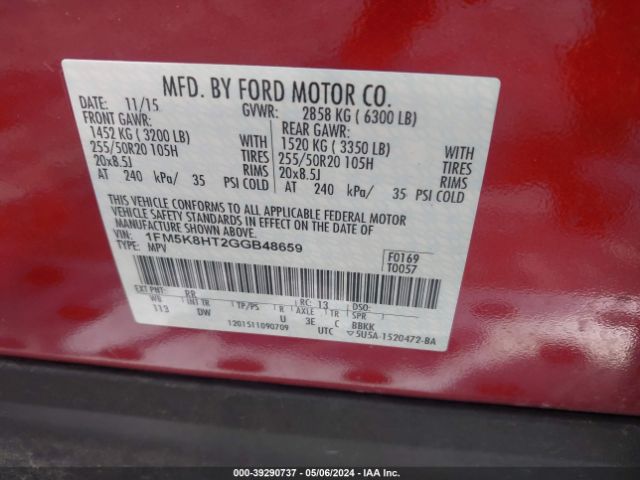 MFD. BY FORD MOTOR CO.
DATE: 11/15 GVWR: 2858 KG ( 6300 LB)
FRONT GAWR: REAR GAWR:
1452 KG ( 3200 LB) WITH 1520 KG ( 3350 LB) WITH
255/50R20 105H TIRES 255/50R20 105H TIRES
20x8.5J RIMS 20x8.5J RIMS
AT 240 kPa/ 35 PSI COLD AT 240 kPa/ 35 PSI COLD
THIS VEHICLE CONFORMS TO ALL APPLICABLE FEDERAL MOTOR
VEHICLE SAFETY STANDARDS IN EFFECT ON THE DATE OF
MANUFACTURE SHOWN ABOVE.
VIN: 1FM5K8HT2GGB48659 F0169
TYPE: MPV T0057
EXT PNT: RR RC: 13 DSO:
WB INT TR TP/PS R AXLE TR SPR
113 DW U 3E C BBKK
1201511090709 UTC ▽5U5A-1520472-BA
000-39290737 - 05/06/2024 - IAA Inc.